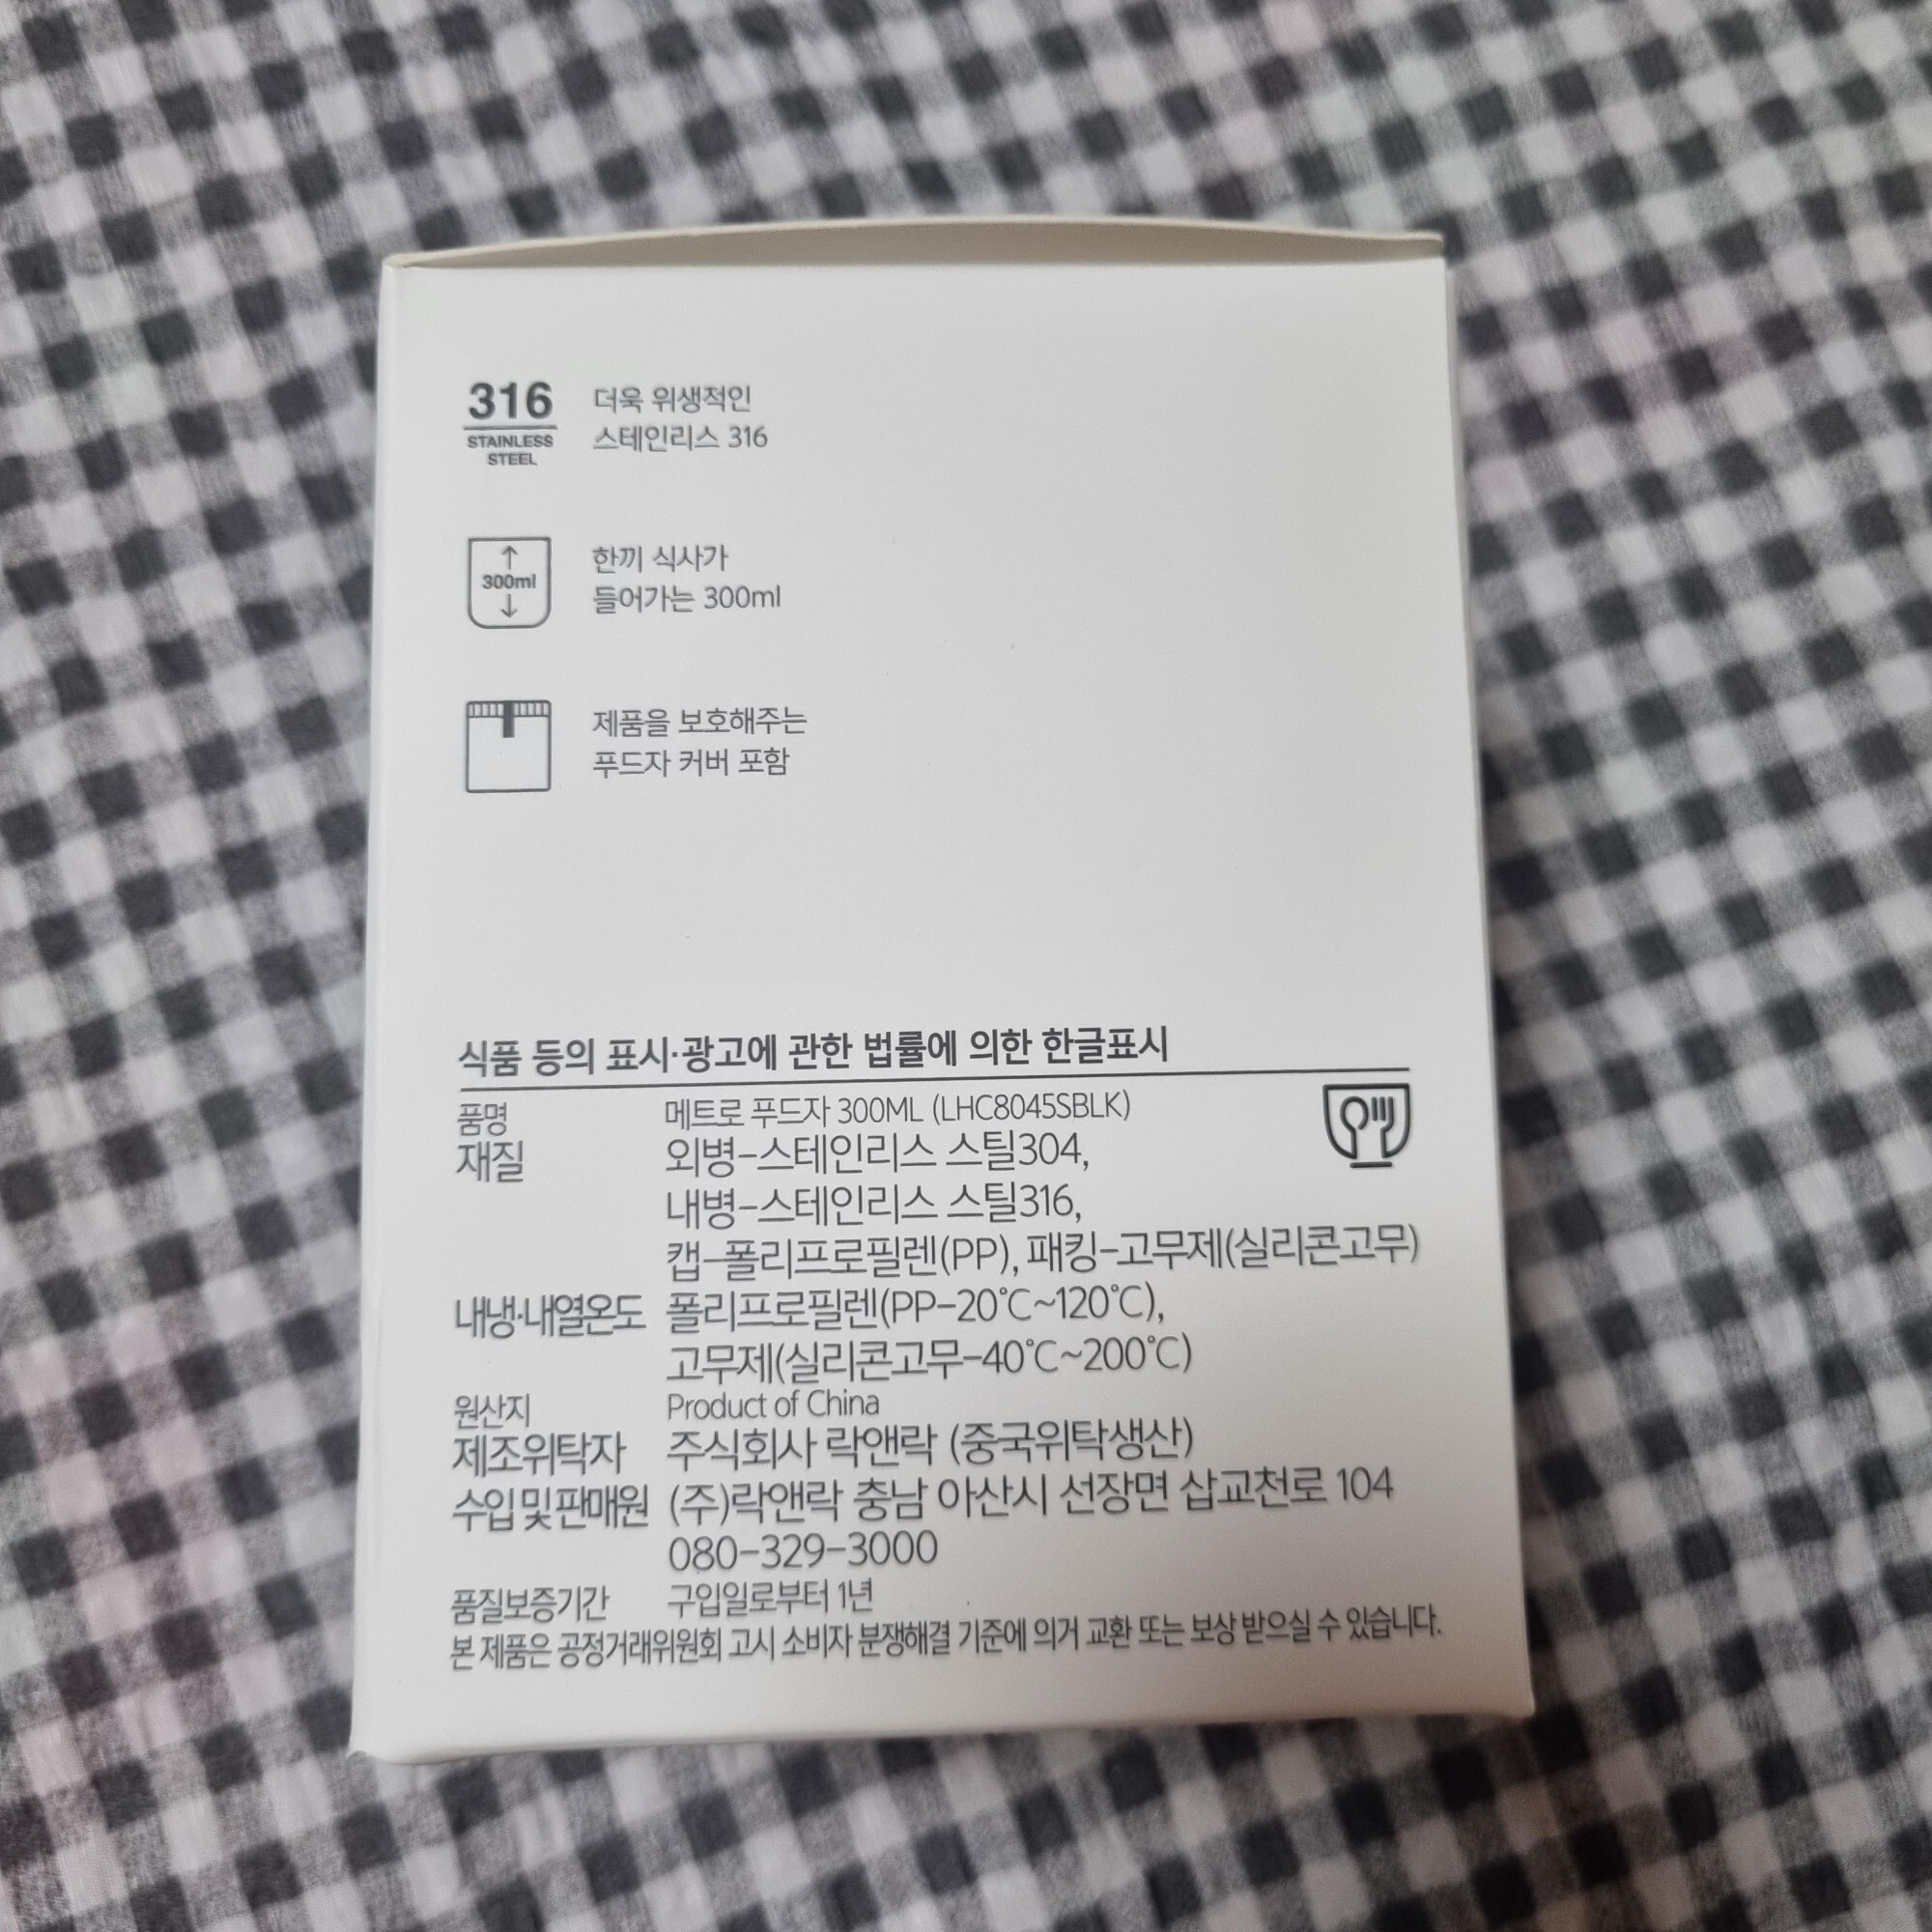 316
STAINLESS
STEEL
더욱 위생적인
스테인리스 316
↑
300ml
↓
한끼 식사가
들어가는 300ml
제품을 보호해주는
푸드자 커버 포함
식품 등의 표시·광고에 관한 법률에 의한 한글표시
품명 메트로 푸드자 300ML (LHC8045SBLK)
재질 외병-스테인리스 스틸304,
내병-스테인리스 스틸316,
캡-폴리프로필렌(PP), 패킹-고무제(실리콘고무)
내냉·내열온도 폴리프로필렌(PP-20℃~120℃),
고무제(실리콘고무-40℃~200℃)
원산지 Product of China
제조위탁자 주식회사 락앤락 (중국위탁생산)
수입 및 판매원 (주)락앤락 충남 아산시 선장면 삽교천로 104
080-329-3000
품질보증기간 구입일로부터 1년
본 제품은 공정거래위원회 고시 소비자 분쟁해결 기준에 의거 교환 또는 보상 받으실 수 있습니다.